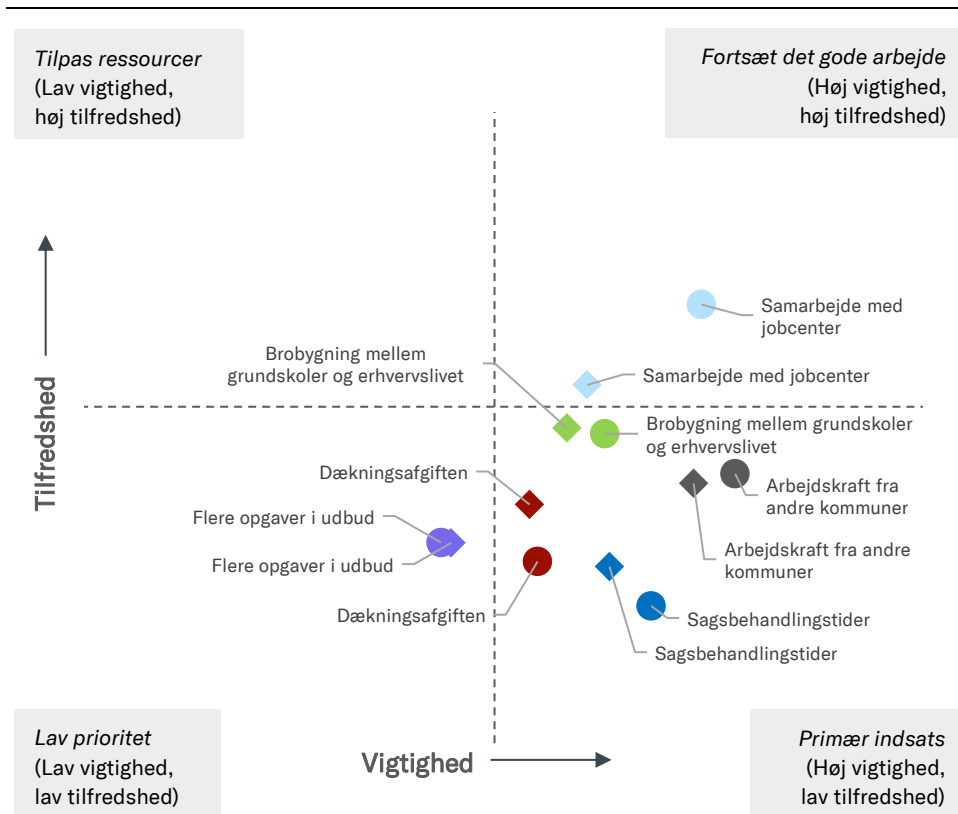 Tilpas ressourcer
(Lav vigtighed,
høj tilfredshed)
Fortsæt det gode arbejde
(Høj vigtighed,
høj tilfredshed)
Samarbejde med
jobcenter
Brobygning mellem
grundskoler og erhvervslivet
Samarbejde med jobcenter
Tilfredshed
Brobygning mellem grundskoler
og erhvervslivet
Dækningsafgiften
Arbejdskraft fra
andre kommuner
Flere opgaver i udbud
Flere opgaver i udbud
Arbejdskraft fra andre
kommuner
Dækningsafgiften
Sagsbehandlingstider
Sagsbehandlingstider
Lav prioritet
(Lav vigtighed,
lav tilfredshed)
Vigtighed
Primær indsats
(Høj vigtighed,
lav tilfredshed)